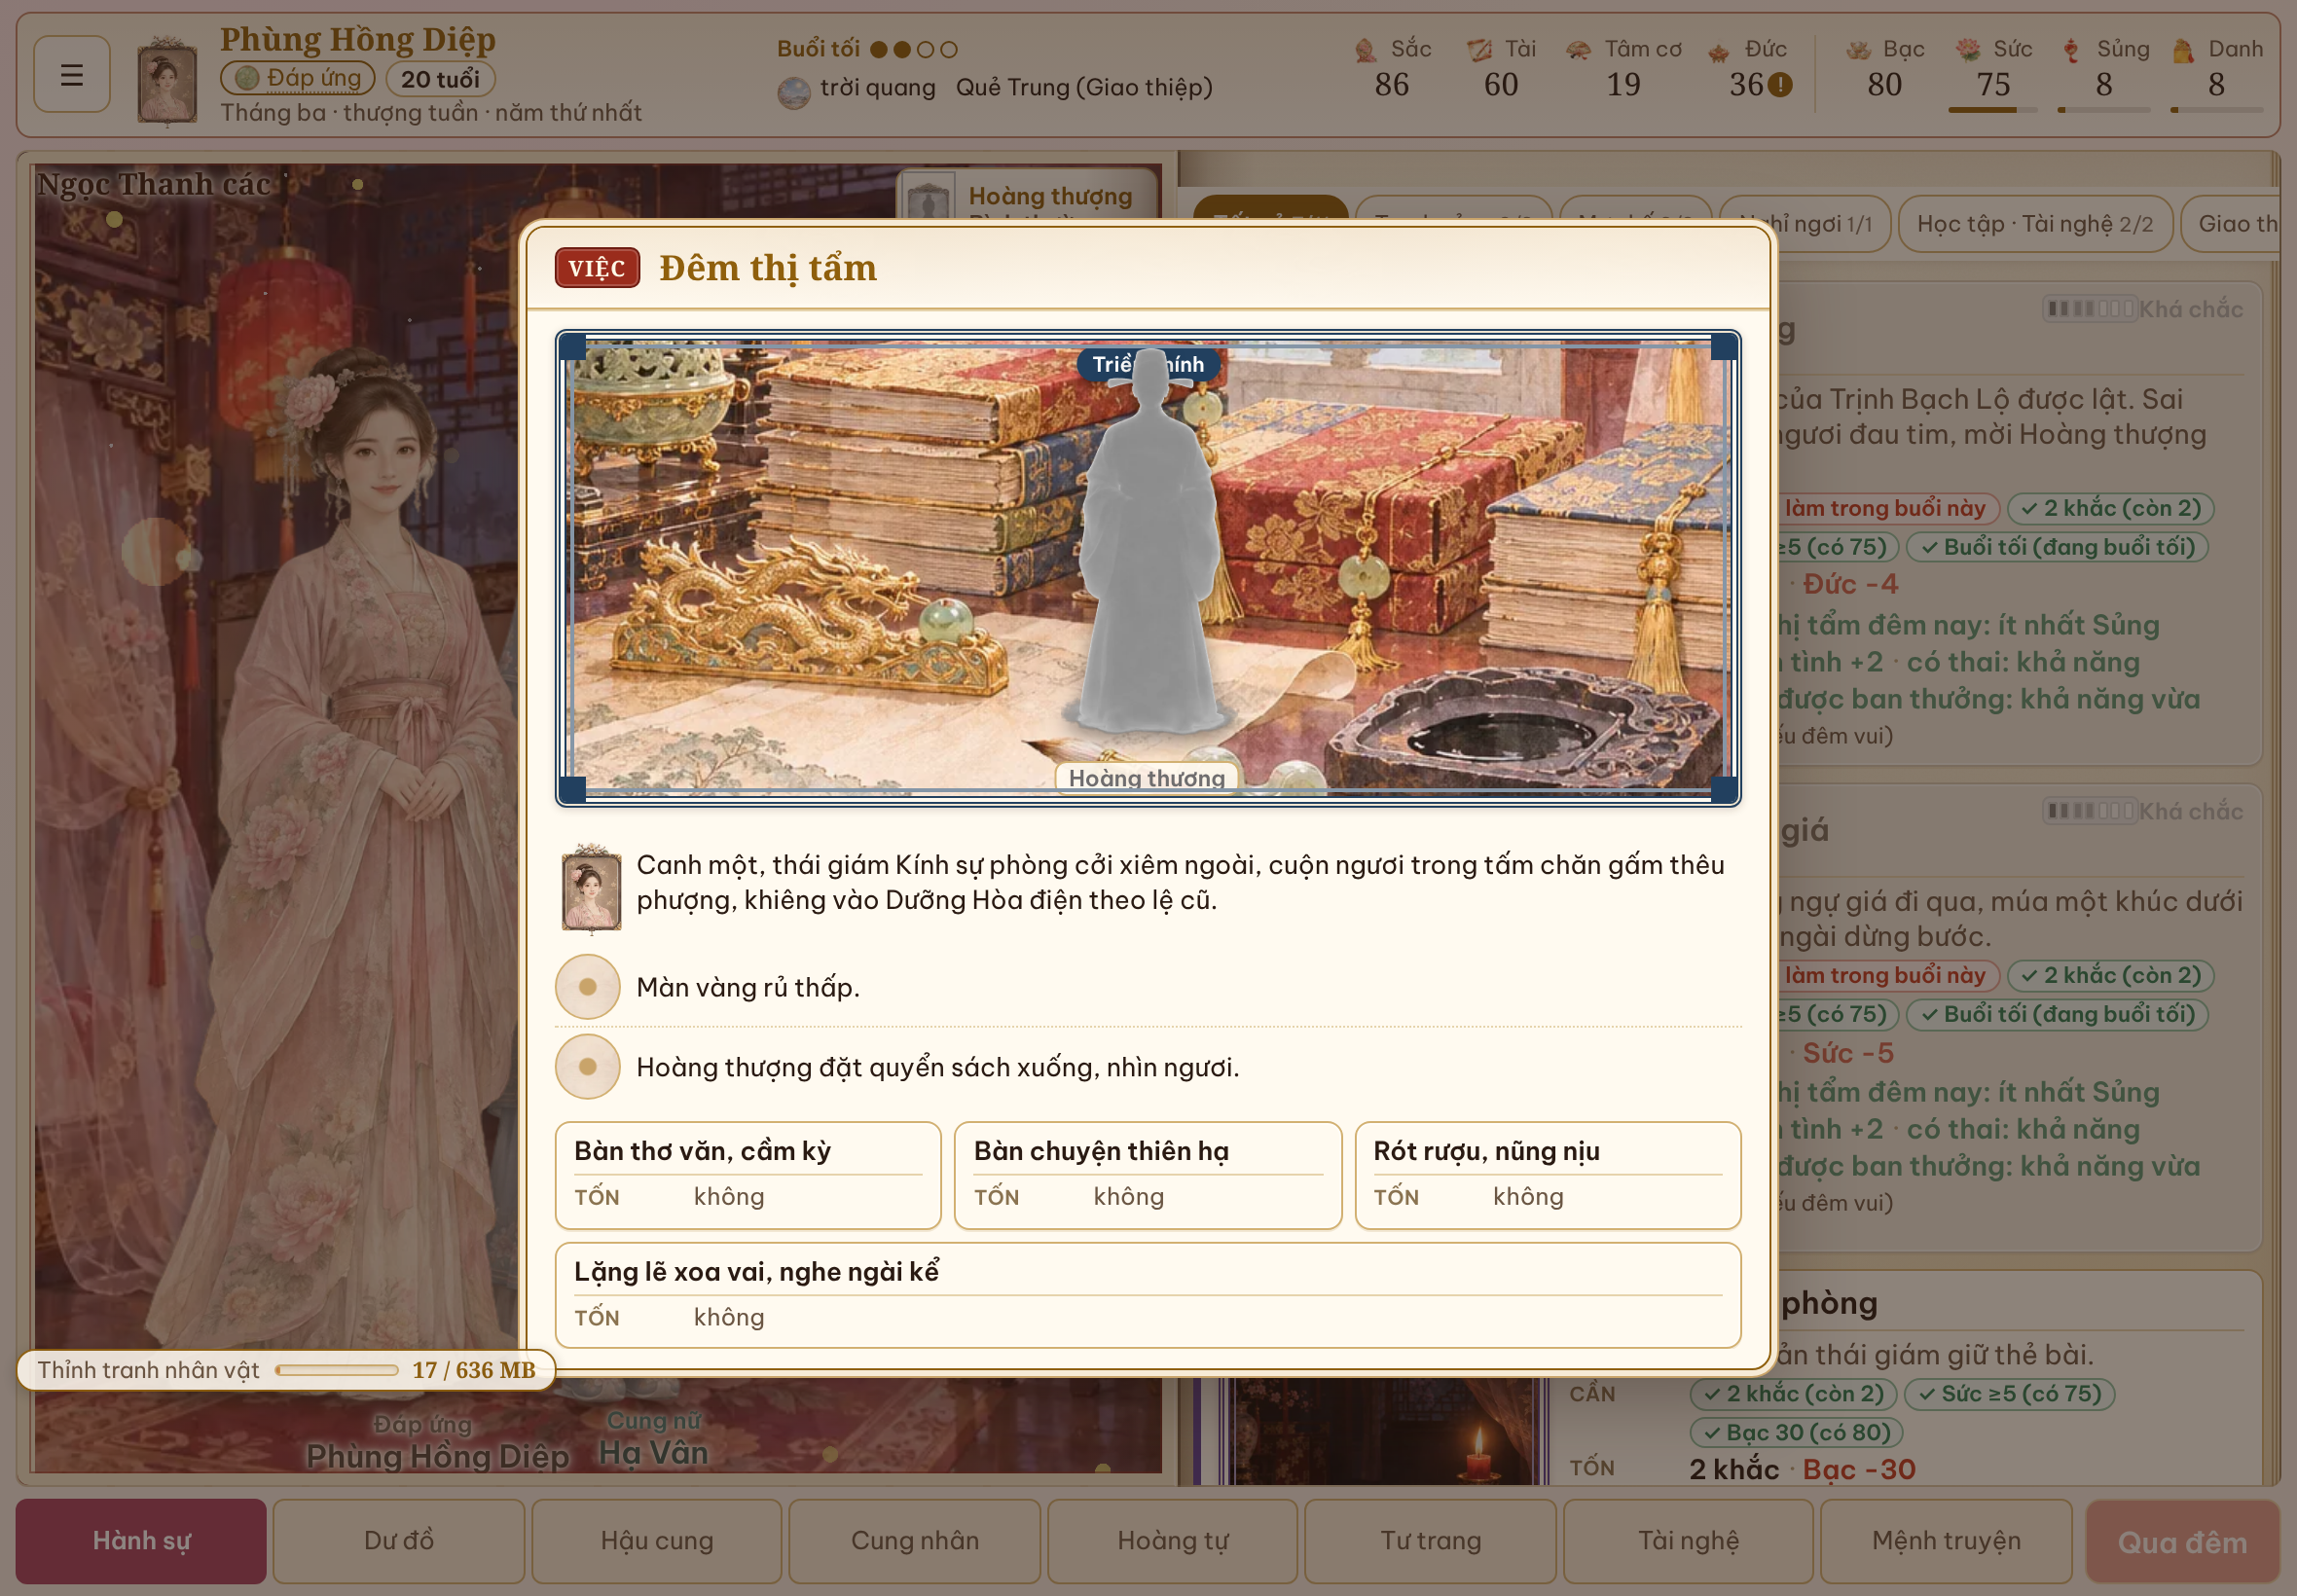 Phùng Hồng Diệp
Đáp ứng
20 tuổi
Tháng ba · thượng tuần · năm thứ nhất
Buổi tối
trời quang Quẻ Trung (Giao thiệp)
Sắc Tài Tâm cơ Đức Bạc Sức Sủng Danh
86 60 19 36 ! 80 75 8 8
Ngọc Thanh các
Hoàng thượng
nghỉ ngơi 1/1
Học tập · Tài nghệ 2/2
Giao th
VIỆC Đêm thị tẩm
Triề hính
Hoàng thượng
Canh một, thái giám Kính sự phòng cởi xiêm ngoài, cuộn ngươi trong tấm chăn gấm thêu
phượng, khiêng vào Dưỡng Hòa điện theo lệ cũ.
Màn vàng rủ thấp.
Hoàng thượng đặt quyển sách xuống, nhìn ngươi.
Bàn thơ văn, cầm kỳ
TỐN không
Bàn chuyện thiên hạ
TỐN không
Rót rượu, nũng nịu
TỐN không
Lặng lẽ xoa vai, nghe ngài kể
TỐN không
Khá chắc
của Trịnh Bạch Lộ được lật. Sai
ngươi đau tim, mời Hoàng thượng
làm trong buổi này
✓ 2 khắc (còn 2)
≥5 (có 75)
✓ Buổi tối (đang buổi tối)
· Đức -4
thị tẩm đêm nay: ít nhất Sủng
tình +2 · có thai: khả năng
được ban thưởng: khả năng vừa
(nếu đêm vui)
Khá chắc
giá
ngự giá đi qua, múa một khúc dưới
ngài dừng bước.
làm trong buổi này
✓ 2 khắc (còn 2)
≥5 (có 75)
✓ Buổi tối (đang buổi tối)
· Sức -5
thị tẩm đêm nay: ít nhất Sủng
tình +2 · có thai: khả năng
được ban thưởng: khả năng vừa
(nếu đêm vui)
phòng
thái giám giữ thẻ bài.
CẦN
✓ 2 khắc (còn 2)
✓ Sức ≥5 (có 75)
✓ Bạc 30 (có 80)
TỐN 2 khắc · Bạc -30
Thỉnh tranh nhân vật 17 / 636 MB
Đáp ứng
Phùng Hồng Diệp
Cung nữ
Hạ Vân
Hành sự
Dư đồ
Hậu cung
Cung nhân
Hoàng tự
Tư trang
Tài nghệ
Mệnh truyện
Qua đêm